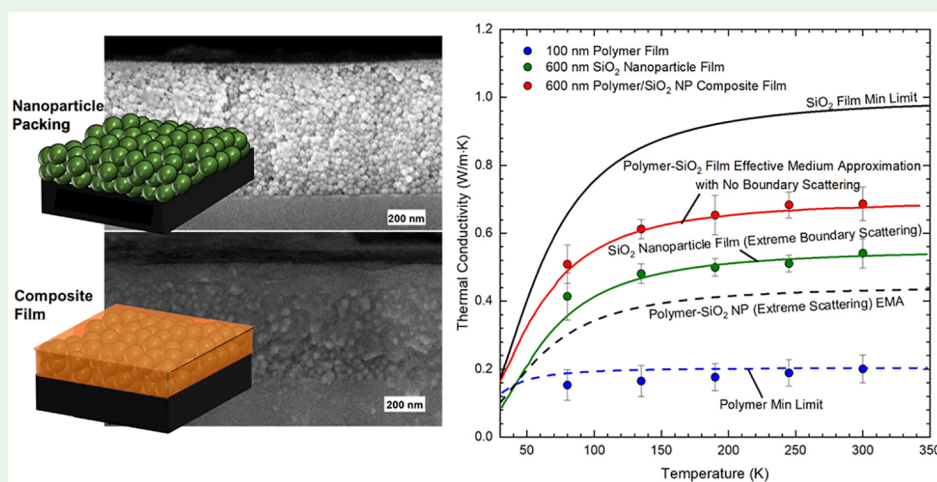 Nanoparticle
Packing
200 nm
Composite
Film
200 nm
Thermal Conductivity (W/m·K)
1.2
1.0
0.8
0.6
0.4
0.2
0.0
100 nm Polymer Film
600 nm SiO₂ Nanoparticle Film
600 nm Polymer/SiO₂ NP Composite Film
SiO₂ Film Min Limit
Polymer-SiO₂ Film Effective Medium Approximation
with No Boundary Scattering
SiO₂ Nanoparticle Film (Extreme Boundary Scattering)
Polymer-SiO₂ NP (Extreme Scattering) EMA
Polymer Min Limit
50 100 150 200 250 300 350
Temperature (K)